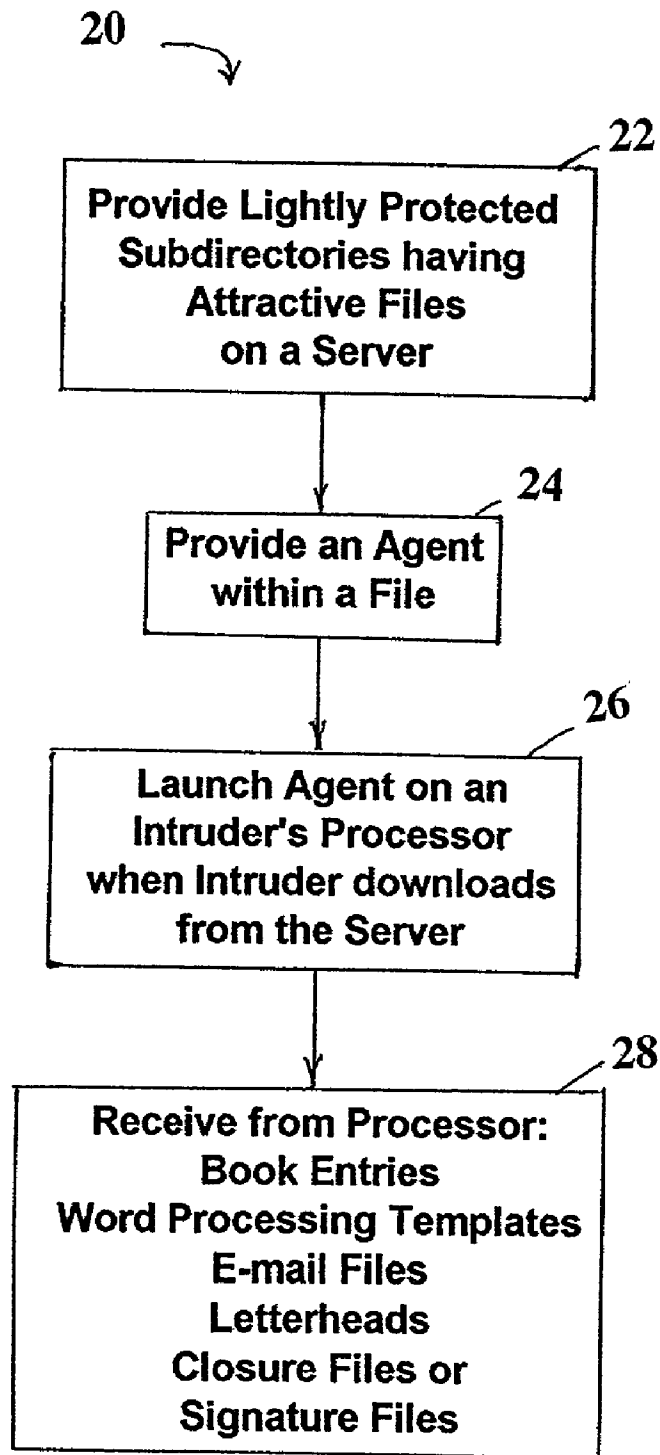 20
22
Provide Lightly Protected
Subdirectories having
Attractive Files
on a Server
24
Provide an Agent
within a File
26
Launch Agent on an
Intruder's Processor
when Intruder downloads
from the Server
28
Receive from Processor:
Book Entries
Word Processing Templates
E-mail Files
Letterheads
Closure Files or
Signature Files